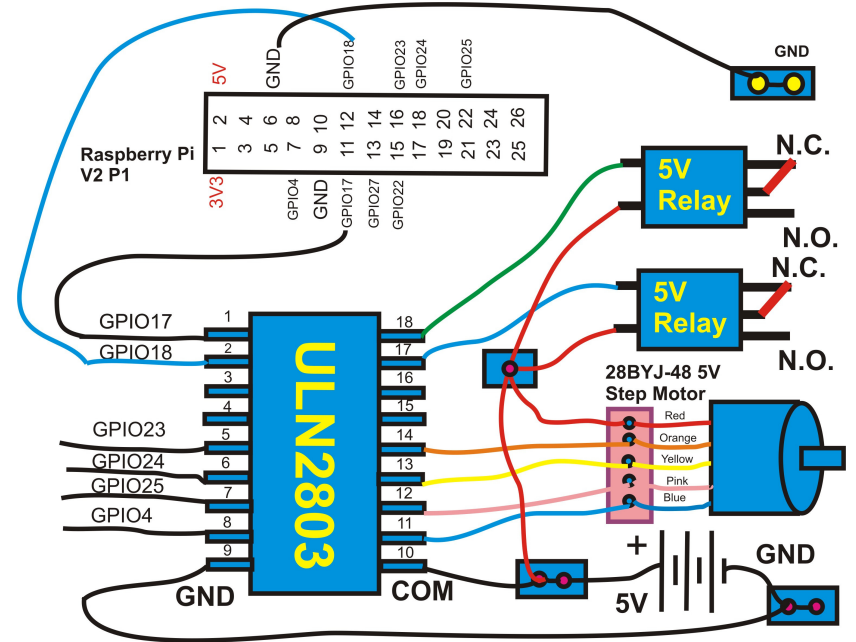 GND
5V
GND
GPIO18
GPIO23
GPIO24
GPIO25
2 4 6 8 10 12 14 16 18 20 22 24 26
1 3 5 7 9 11 13 15 17 19 21 23 25
Raspberry Pi
V2 P1
3V3
GPIO4
GND
GPIO17
GPIO27
GPIO22
5V
Relay
N.C.
N.O.
5V
Relay
N.C.
N.O.
GPIO17
GPIO18
GPIO23
GPIO24
GPIO25
GPIO4
1
2
3
4
5
6
7
8
9
ULN2803
18
17
16
15
14
13
12
11
10
GND
COM
28BYJ-48 5V
Step Motor
Red
Orange
Yellow
Pink
Blue
+
5V
GND